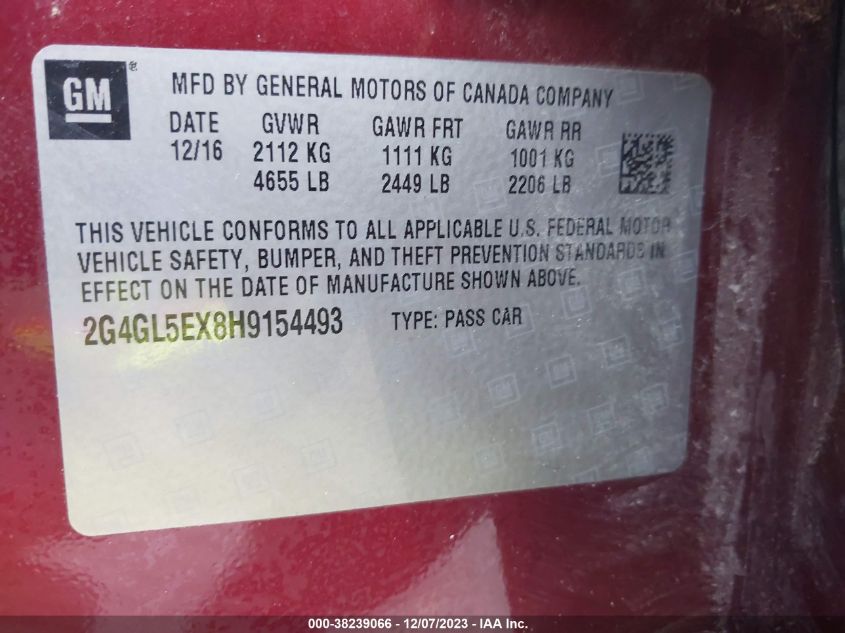 GM®
MFD BY GENERAL MOTORS OF CANADA COMPANY
DATE GVWR GAWR FRT GAWR RR
12/16 2112 KG 1111 KG 1001 KG
4655 LB 2449 LB 2206 LB
THIS VEHICLE CONFORMS TO ALL APPLICABLE U.S. FEDERAL MOTOR
VEHICLE SAFETY, BUMPER, AND THEFT PREVENTION STANDARDS IN
EFFECT ON THE DATE OF MANUFACTURE SHOWN ABOVE.
2G4GL5EX8H9154493 TYPE: PASS CAR
000-38239066 - 12/07/2023 - IAA Inc.